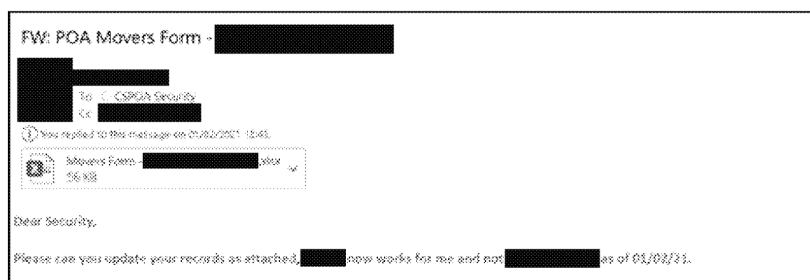 FW: POA Movers Form -
To CSPOA Security
Cc
You replied to this message on 01/02/2021
Movers Form - .xlsx
56 KB
Dear Security,
Please can you update your records as attached, now works for me and not as of 01/02/21.